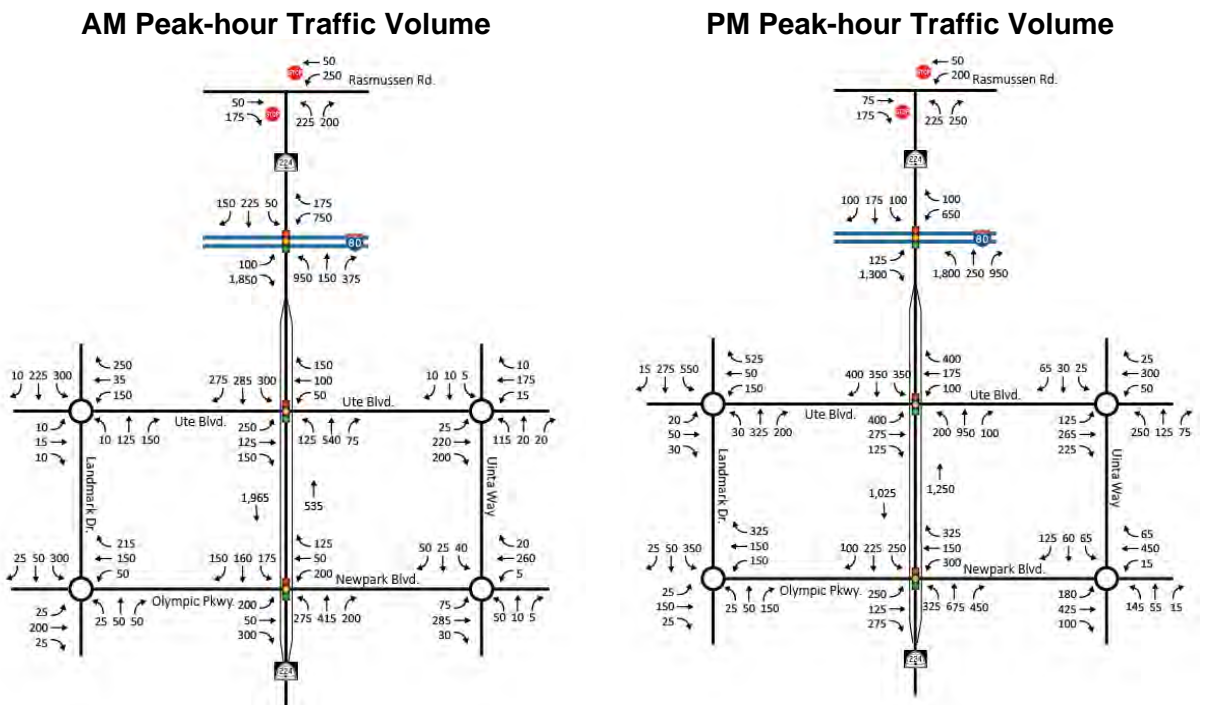 AM Peak-hour Traffic Volume
50
250
STOP
Rasmussen Rd.
50
175
STOP
225 200
224
150 225 50
175
750
80
100
1,850
950 150 375
10 225 300
250
35
150
275 285 300
150
100
50
10 10 5
10
175
15
Ute Blvd.
Ute Blvd.
10
15
10
10 125 150
250
125
150
125 540 75
25
220
200
115 20 20
Landmark Dr.
1,965
535
Uinta Way
25 50 300
215
150
50
150 160 175
125
50
200
50 25 40
20
260
5
Newpark Blvd.
Olympic Pkwy.
25
200
25
25 50 50
200
50
300
275 415 200
75
285
30
50 10 5
224
PM Peak-hour Traffic Volume
50
200
STOP
Rasmussen Rd.
75
175
STOP
225 250
224
100 175 100
100
650
80
125
1,300
1,800 250 950
15 275 550
525
50
150
400 350 350
400
175
100
65 30 25
25
300
50
Ute Blvd.
Ute Blvd.
20
50
30
30 325 200
400
275
125
200 950 100
125
265
225
250 125 75
Landmark Dr.
1,025
1,250
Uinta Way
25 50 350
325
150
150
100 225 250
325
150
300
125 60 65
65
450
15
Newpark Blvd.
Olympic Pkwy.
25
150
25
25 50 150
250
125
275
325 675 450
180
425
100
145 55 15
224